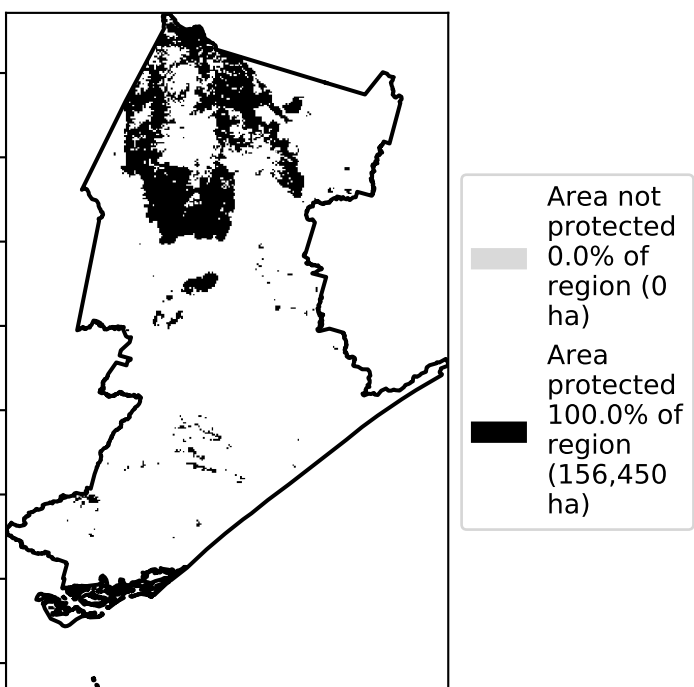 Area not
protected
0.0% of
region (0
ha)
Area
protected
100.0% of
region
(156,450
ha)